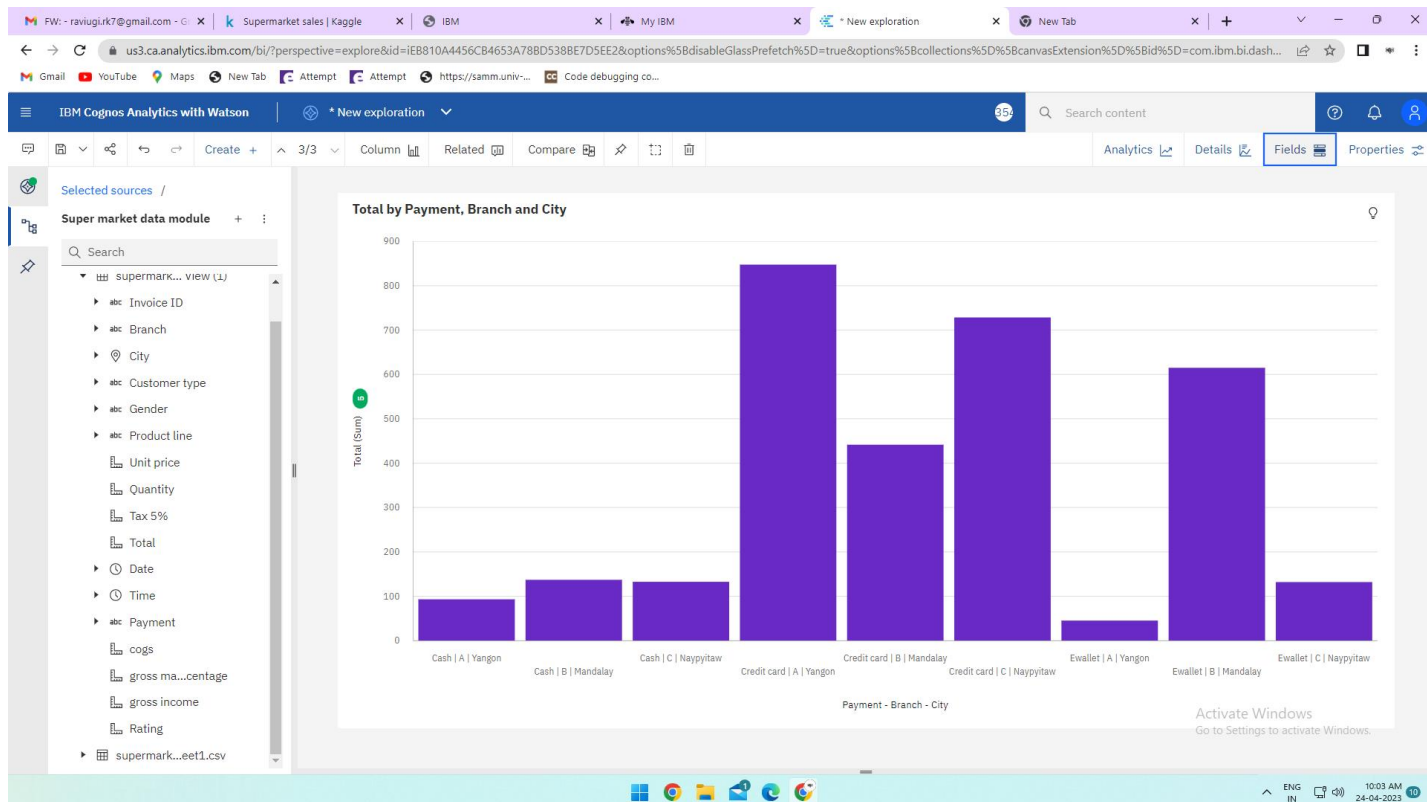 FW: - raviugi.rk7@gmail.com - G
Supermarket sales | Kaggle
IBM
My IBM
* New exploration
New Tab
us3.ca.analytics.ibm.com/bi/?perspective=explore&id=iEB810A4456CB4653A78BD538BE7D5EE2&options%5BdisableGlassPrefetch%5D=true&options%5Bcollections%5D%5BcanvasExtension%5D%5Bid%5D=com.ibm.bi.dash...
Gmail YouTube Maps New Tab Attempt Attempt https://samm.univ-... Code debugging co...
IBM Cognos Analytics with Watson
* New exploration
354
Search content
Create +
3/3
Column
Related
Compare
Analytics
Details
Fields
Properties
Selected sources /
Super market data module
Search
supermark... View (1)
abc Invoice ID
abc Branch
City
abc Customer type
abc Gender
abc Product line
Unit price
Quantity
Tax 5%
Total
Date
Time
abc Payment
cogs
gross ma...centage
gross income
Rating
supermark...eet1.csv
Total by Payment, Branch and City
900
800
700
600
500
400
300
200
100
0
Total (Sum)
Cash | A | Yangon
Cash | B | Mandalay
Cash | C | Naypyitaw
Credit card | A | Yangon
Credit card | B | Mandalay
Credit card | C | Naypyitaw
Ewallet | A | Yangon
Ewallet | B | Mandalay
Ewallet | C | Naypyitaw
Payment - Branch - City
Activate Windows
Go to Settings to activate Windows.
ENG
IN
10:03 AM
24-04-2023
10